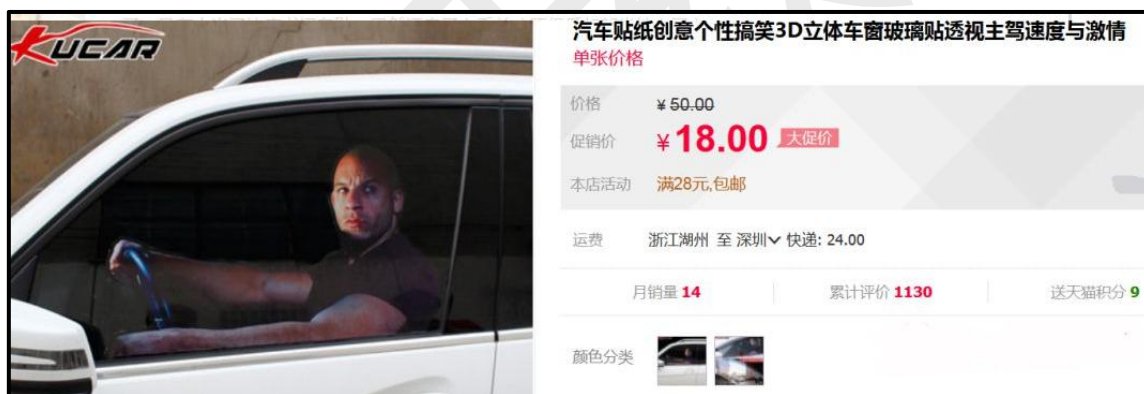 KUCAR
汽车贴纸创意个性搞笑3D立体车窗玻璃贴透视主驾速度与激情
单张价格
价格 ¥ 50.00
促销价 ¥ 18.00 大促价
本店活动 满28元,包邮
运费 浙江湖州 至 深圳 快递: 24.00
月销量 14 累计评价 1130 送天猫积分 9
颜色分类